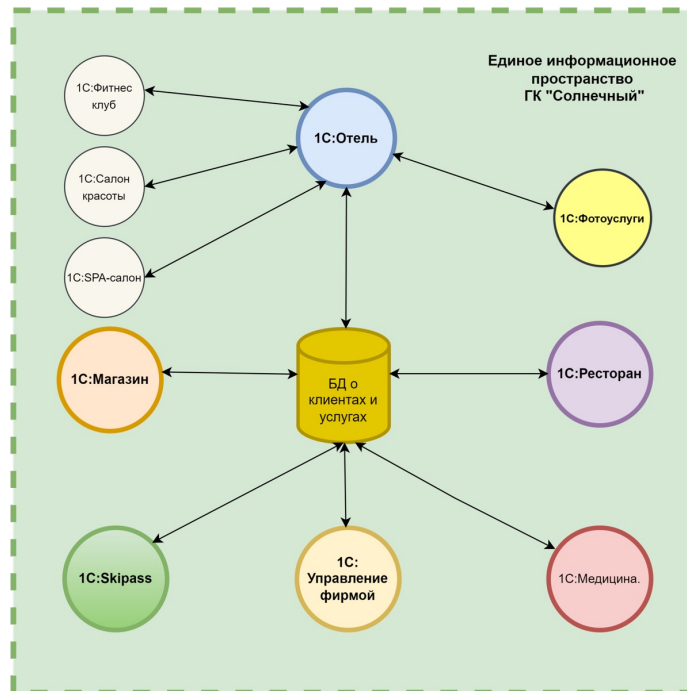 Единое информационное
пространство
ГК "Солнечный"
1С:Фитнес
клуб
1С:Отель
1С:Салон
красоты
1С:Фотоуслуги
1С:SPA-салон
1С:Магазин
БД о
клиентах и
услугах
1С:Ресторан
1С:Skipass
1С:
Управление
фирмой
1С:Медицина.